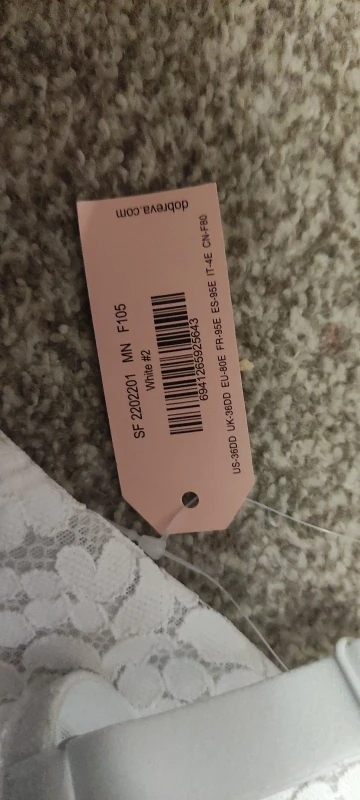 SF 2202201 MN F105
White #2
6941265925643
US-36DD UK-36DD EU-80E FR-95E ES-95E IT-4E CN-F80
dobreva.com